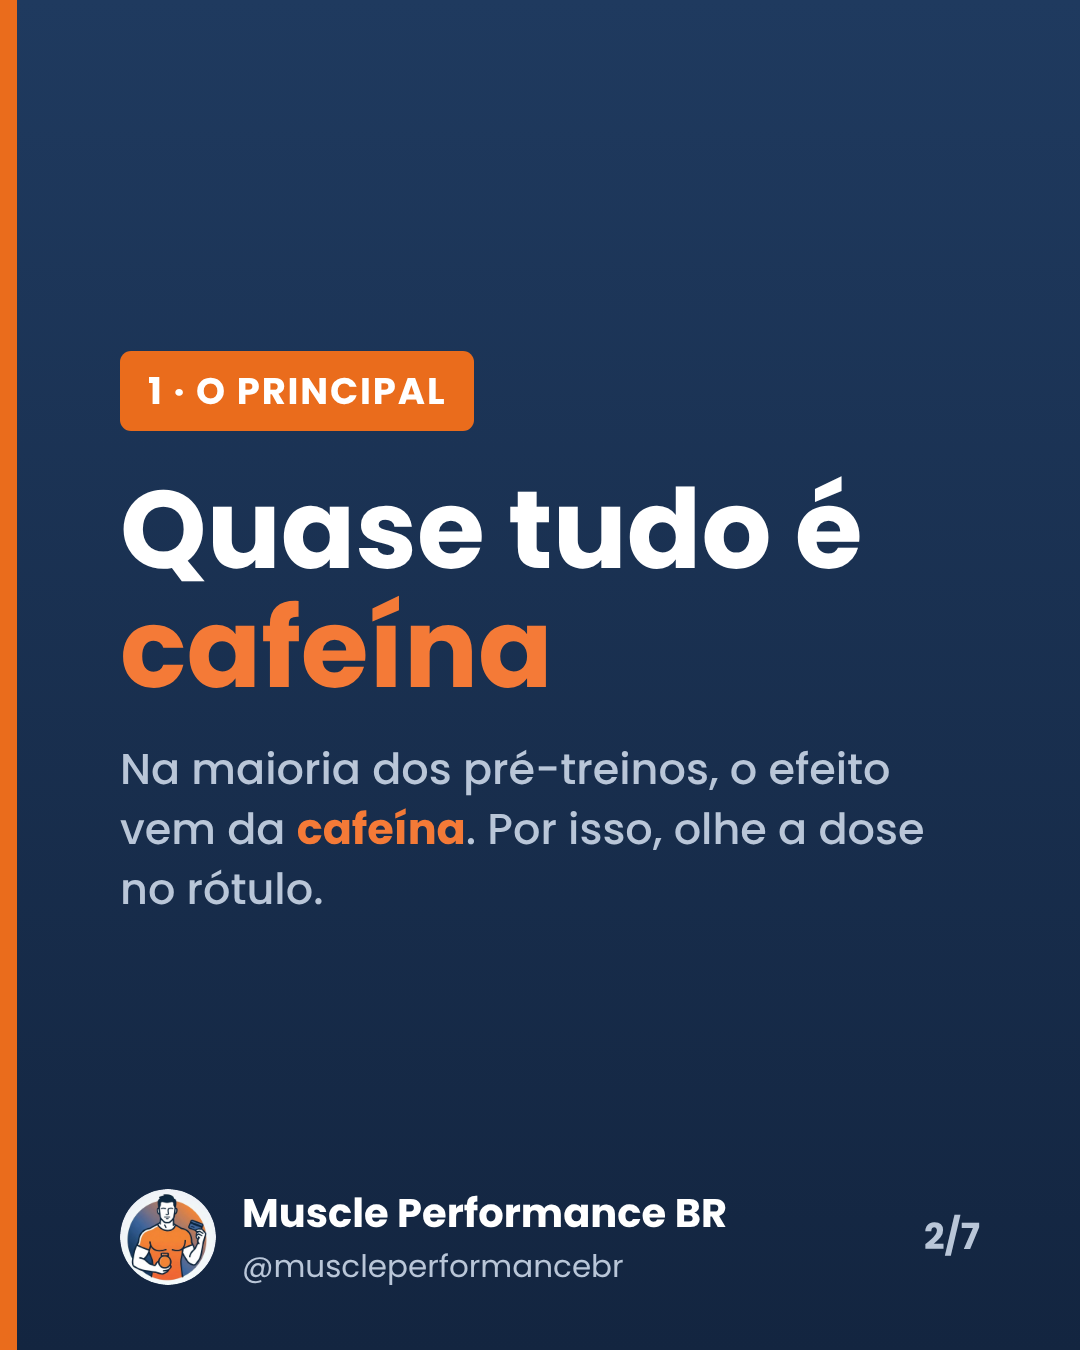 1 · O PRINCIPAL
Quase tudo é
cafeína
Na maioria dos pré-treinos, o efeito
vem da cafeína. Por isso, olhe a dose
no rótulo.
Muscle Performance BR
@muscleperformancebr
2/7